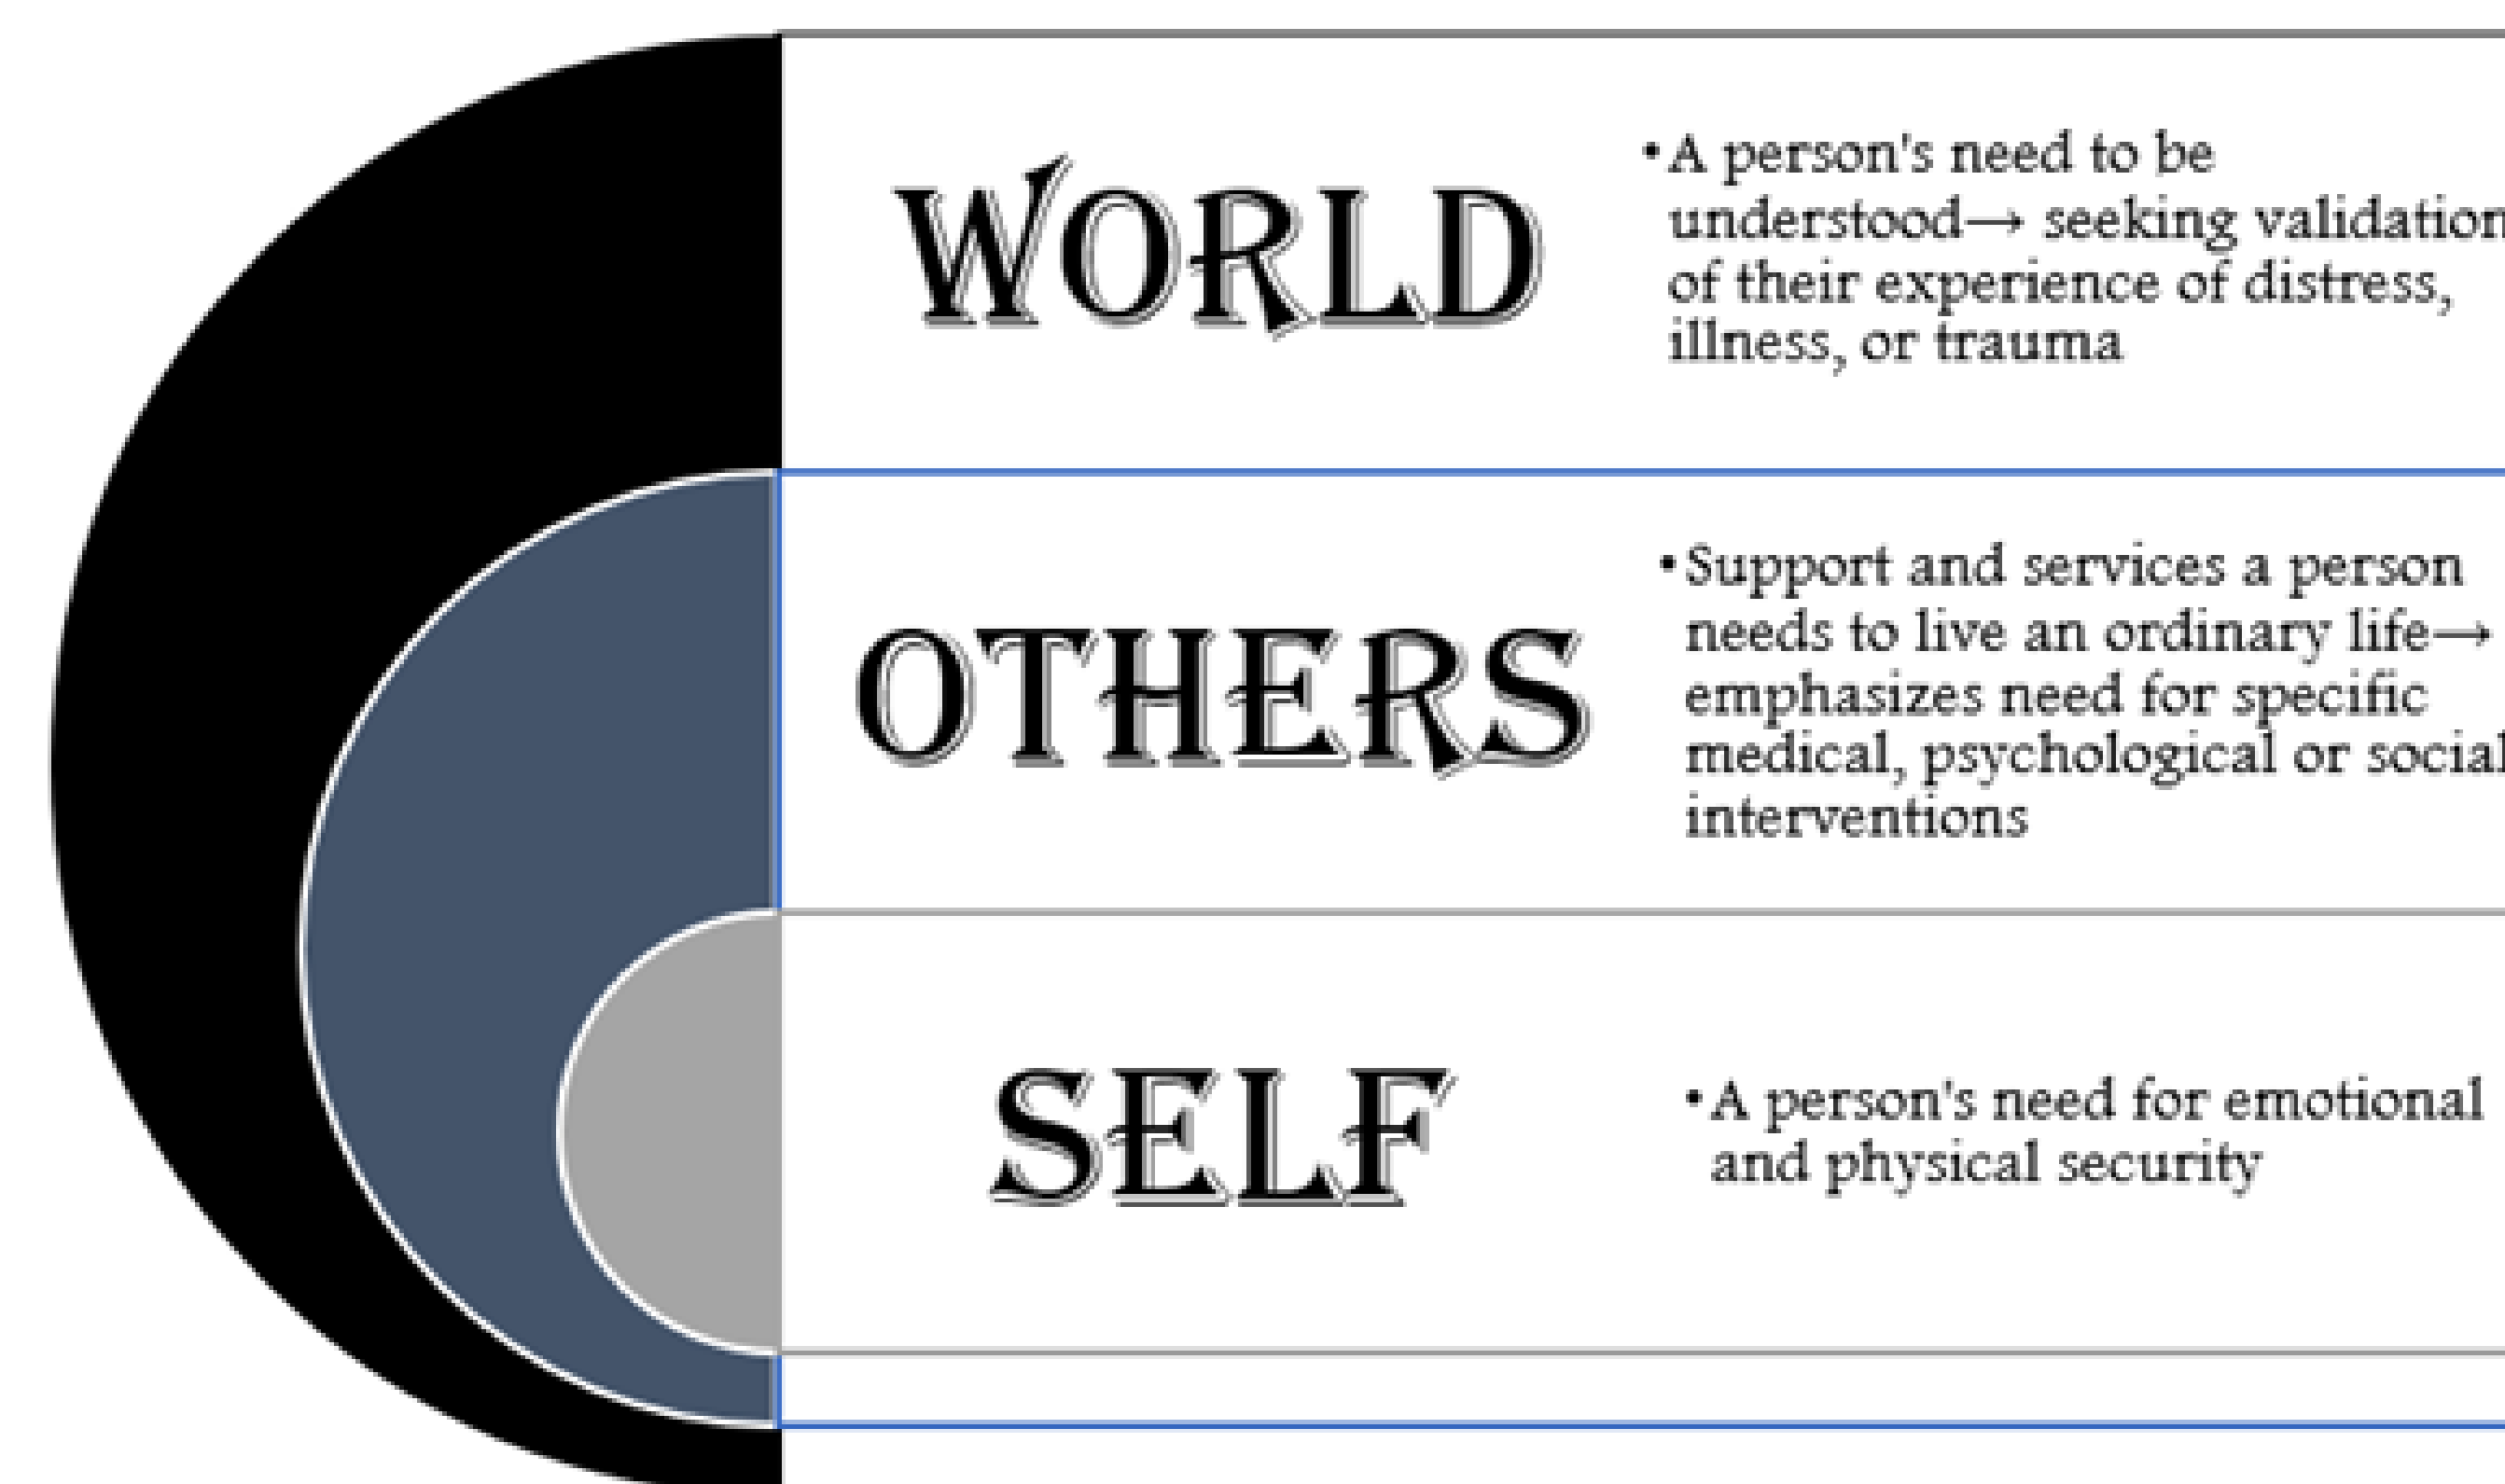 WORLD
•A person's need to be
understood→ seeking validation
of their experience of distress,
illness, or trauma
OTHERS
•Support and services a person
needs to live an ordinary life→
emphasizes need for specific
medical, psychological or social
interventions
SELF
•A person's need for emotional
and physical security